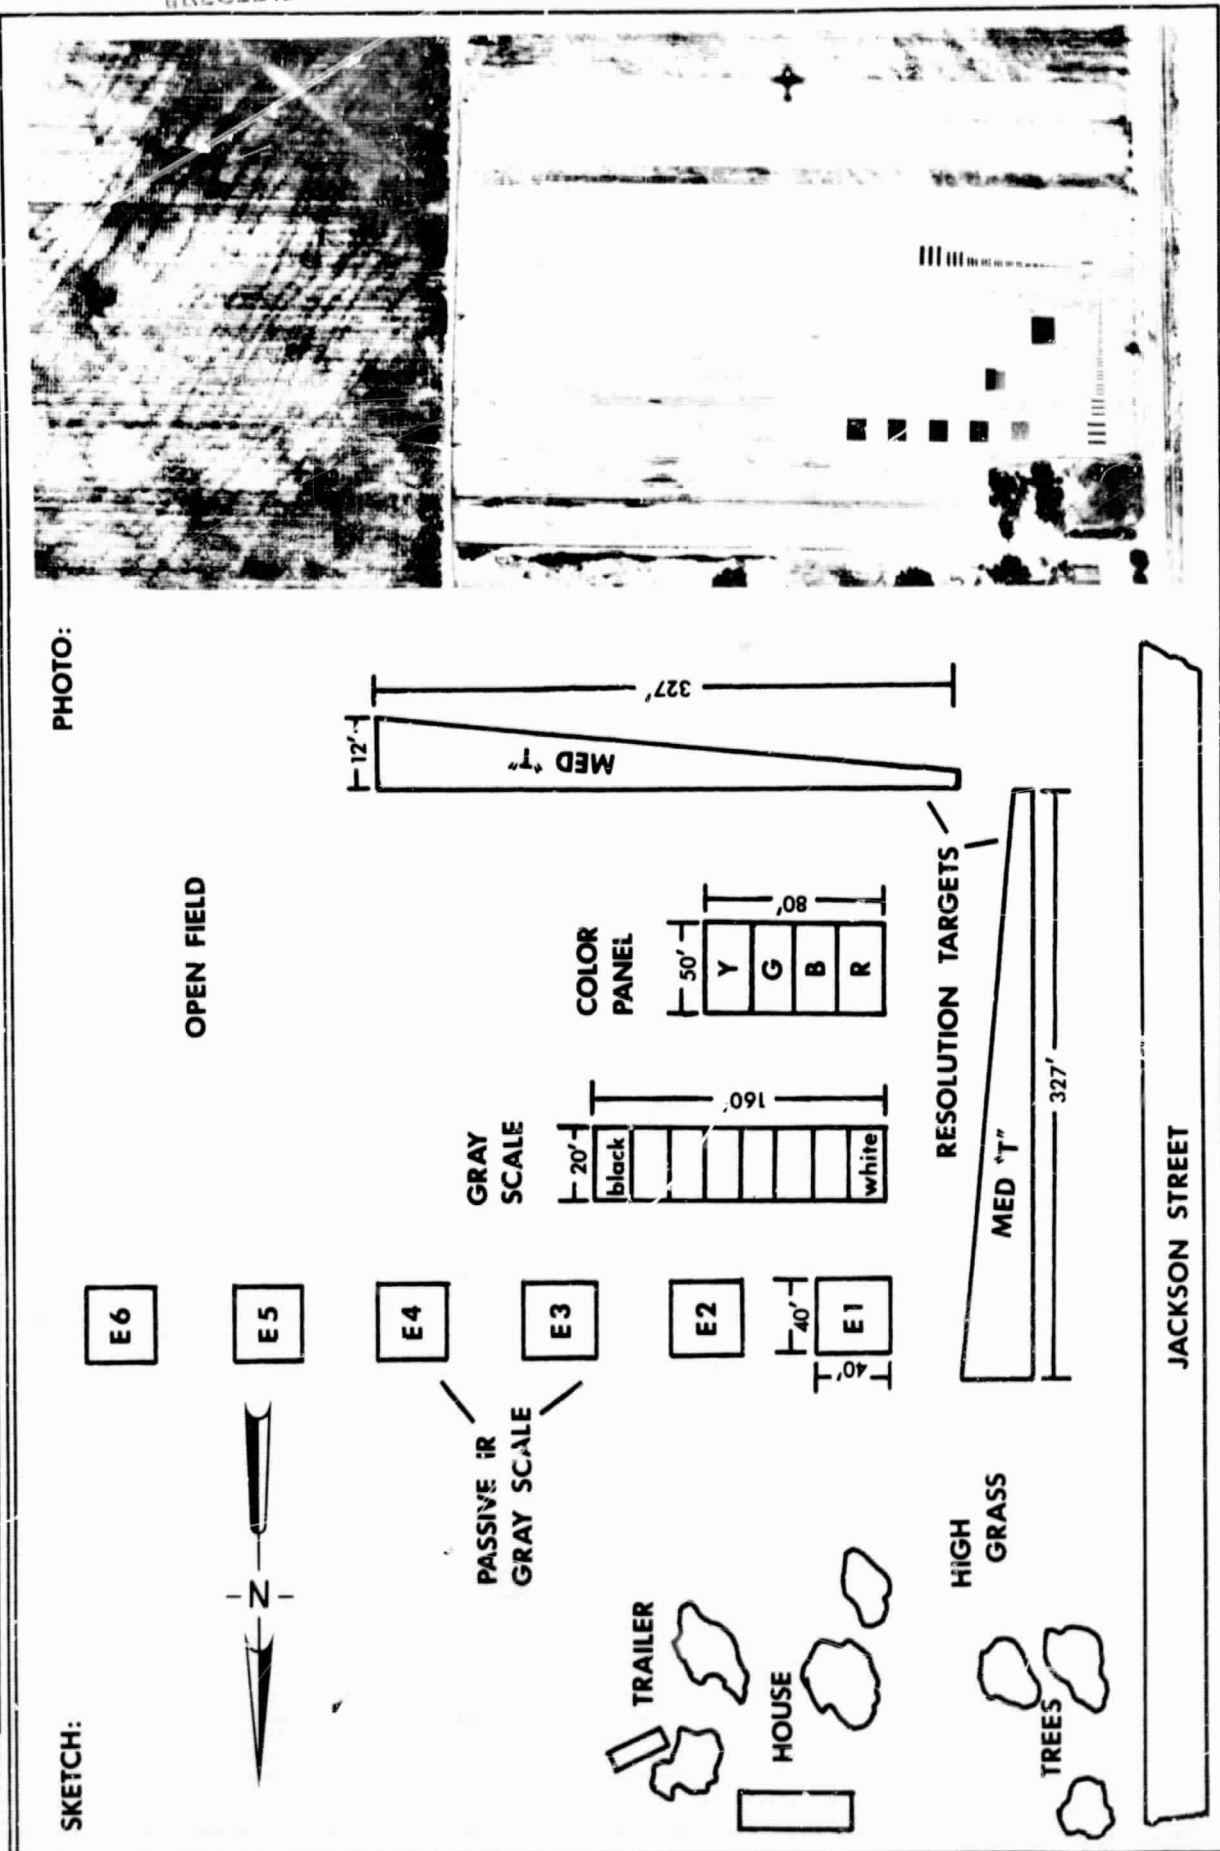 SKETCH:
PHOTO:
N
OPEN FIELD
E6
E5
E4
E3
E2
E1
40'
40'
PASSIVE IR
GRAY SCALE
GRAY
SCALE
20'
black
white
160'
COLOR
PANEL
50'
Y
G
B
R
80'
12'
MED "T"
327'
RESOLUTION TARGETS
MED "T"
327'
TRAILER
HOUSE
HIGH
GRASS
TREES
JACKSON STREET